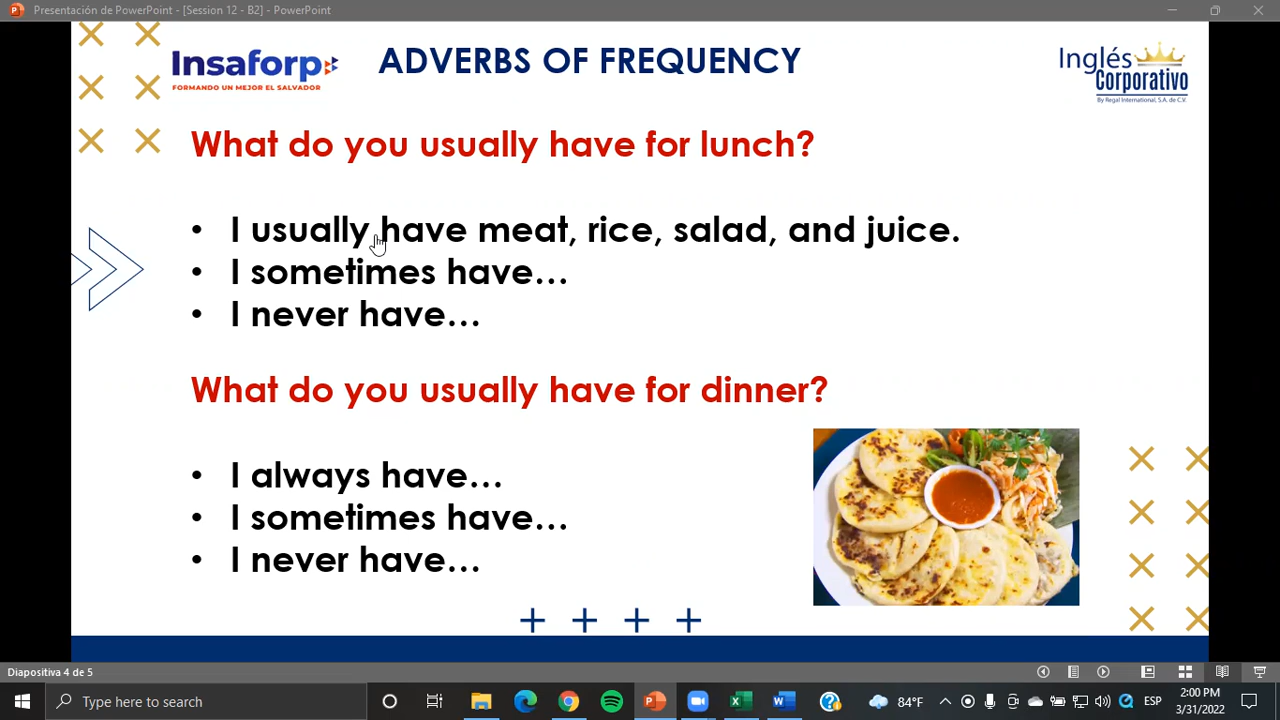 Presentación de PowerPoint - [Session 12 - B2] - PowerPoint
Insaforp
FORMANDO UN MEJOR EL SALVADOR
ADVERBS OF FREQUENCY
Inglés
Corporativo
By Regal International, S.A. de C.V.
What do you usually have for lunch?
• I usually have meat, rice, salad, and juice.
• I sometimes have…
• I never have…
What do you usually have for dinner?
• I always have…
• I sometimes have…
• I never have…
Diapositiva 4 de 5
Type here to search
84°F
ESP
2:00 PM
3/31/2022